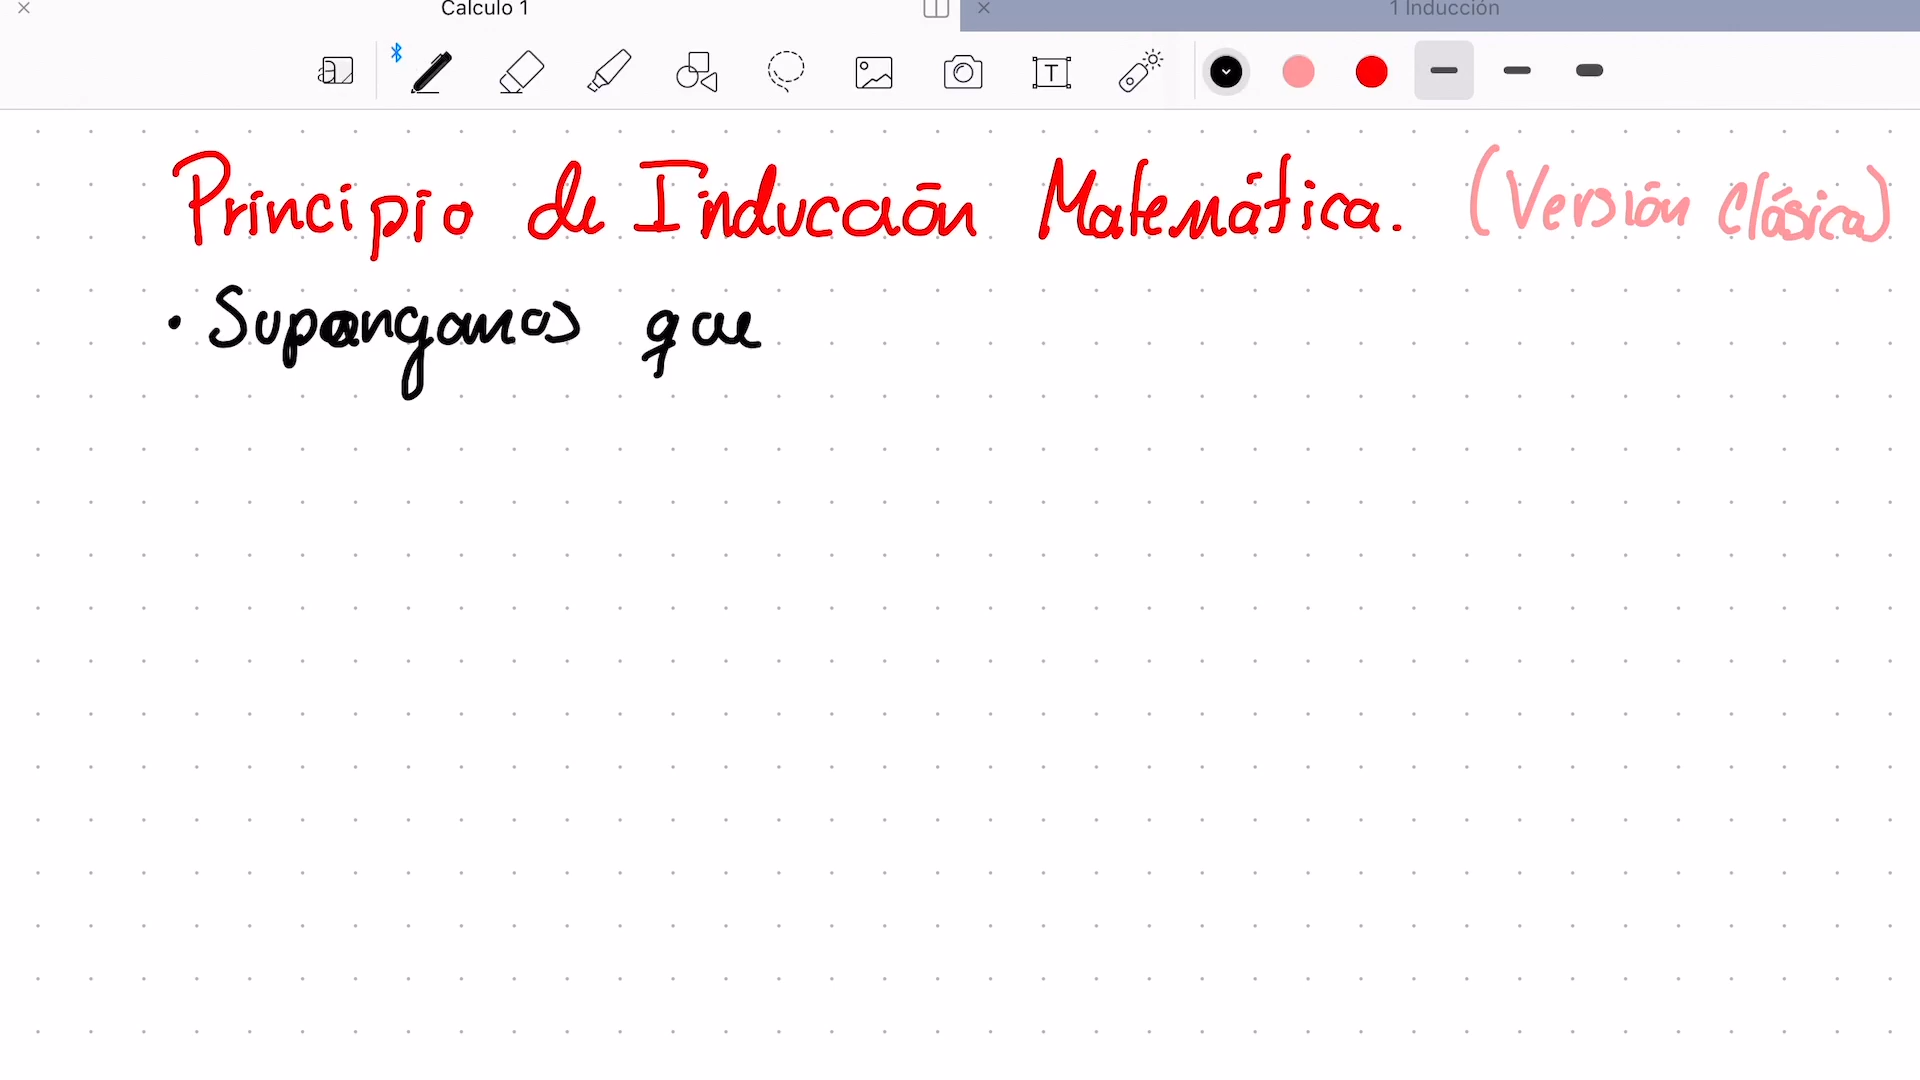 Calculo 1
1 Inducción
T
Principio de Inducción Matemática. (Versión Clásica)
• Supongamos que